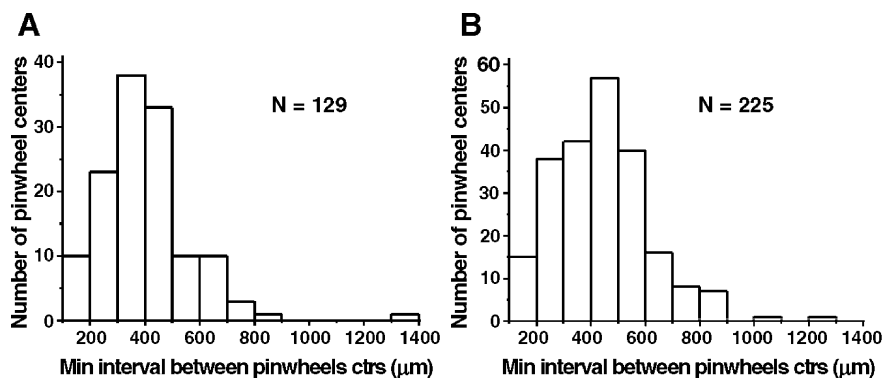 A
B
Number of pinwheel centers
40
30
20
10
0
N = 129
200 400 600 800 1000 1200 1400
Min interval between pinwheels ctrs (μm)
Number of pinwheel centers
60
50
40
30
20
10
0
N = 225
200 400 600 800 1000 1200 1400
Min interval between pinwheels ctrs (μm)